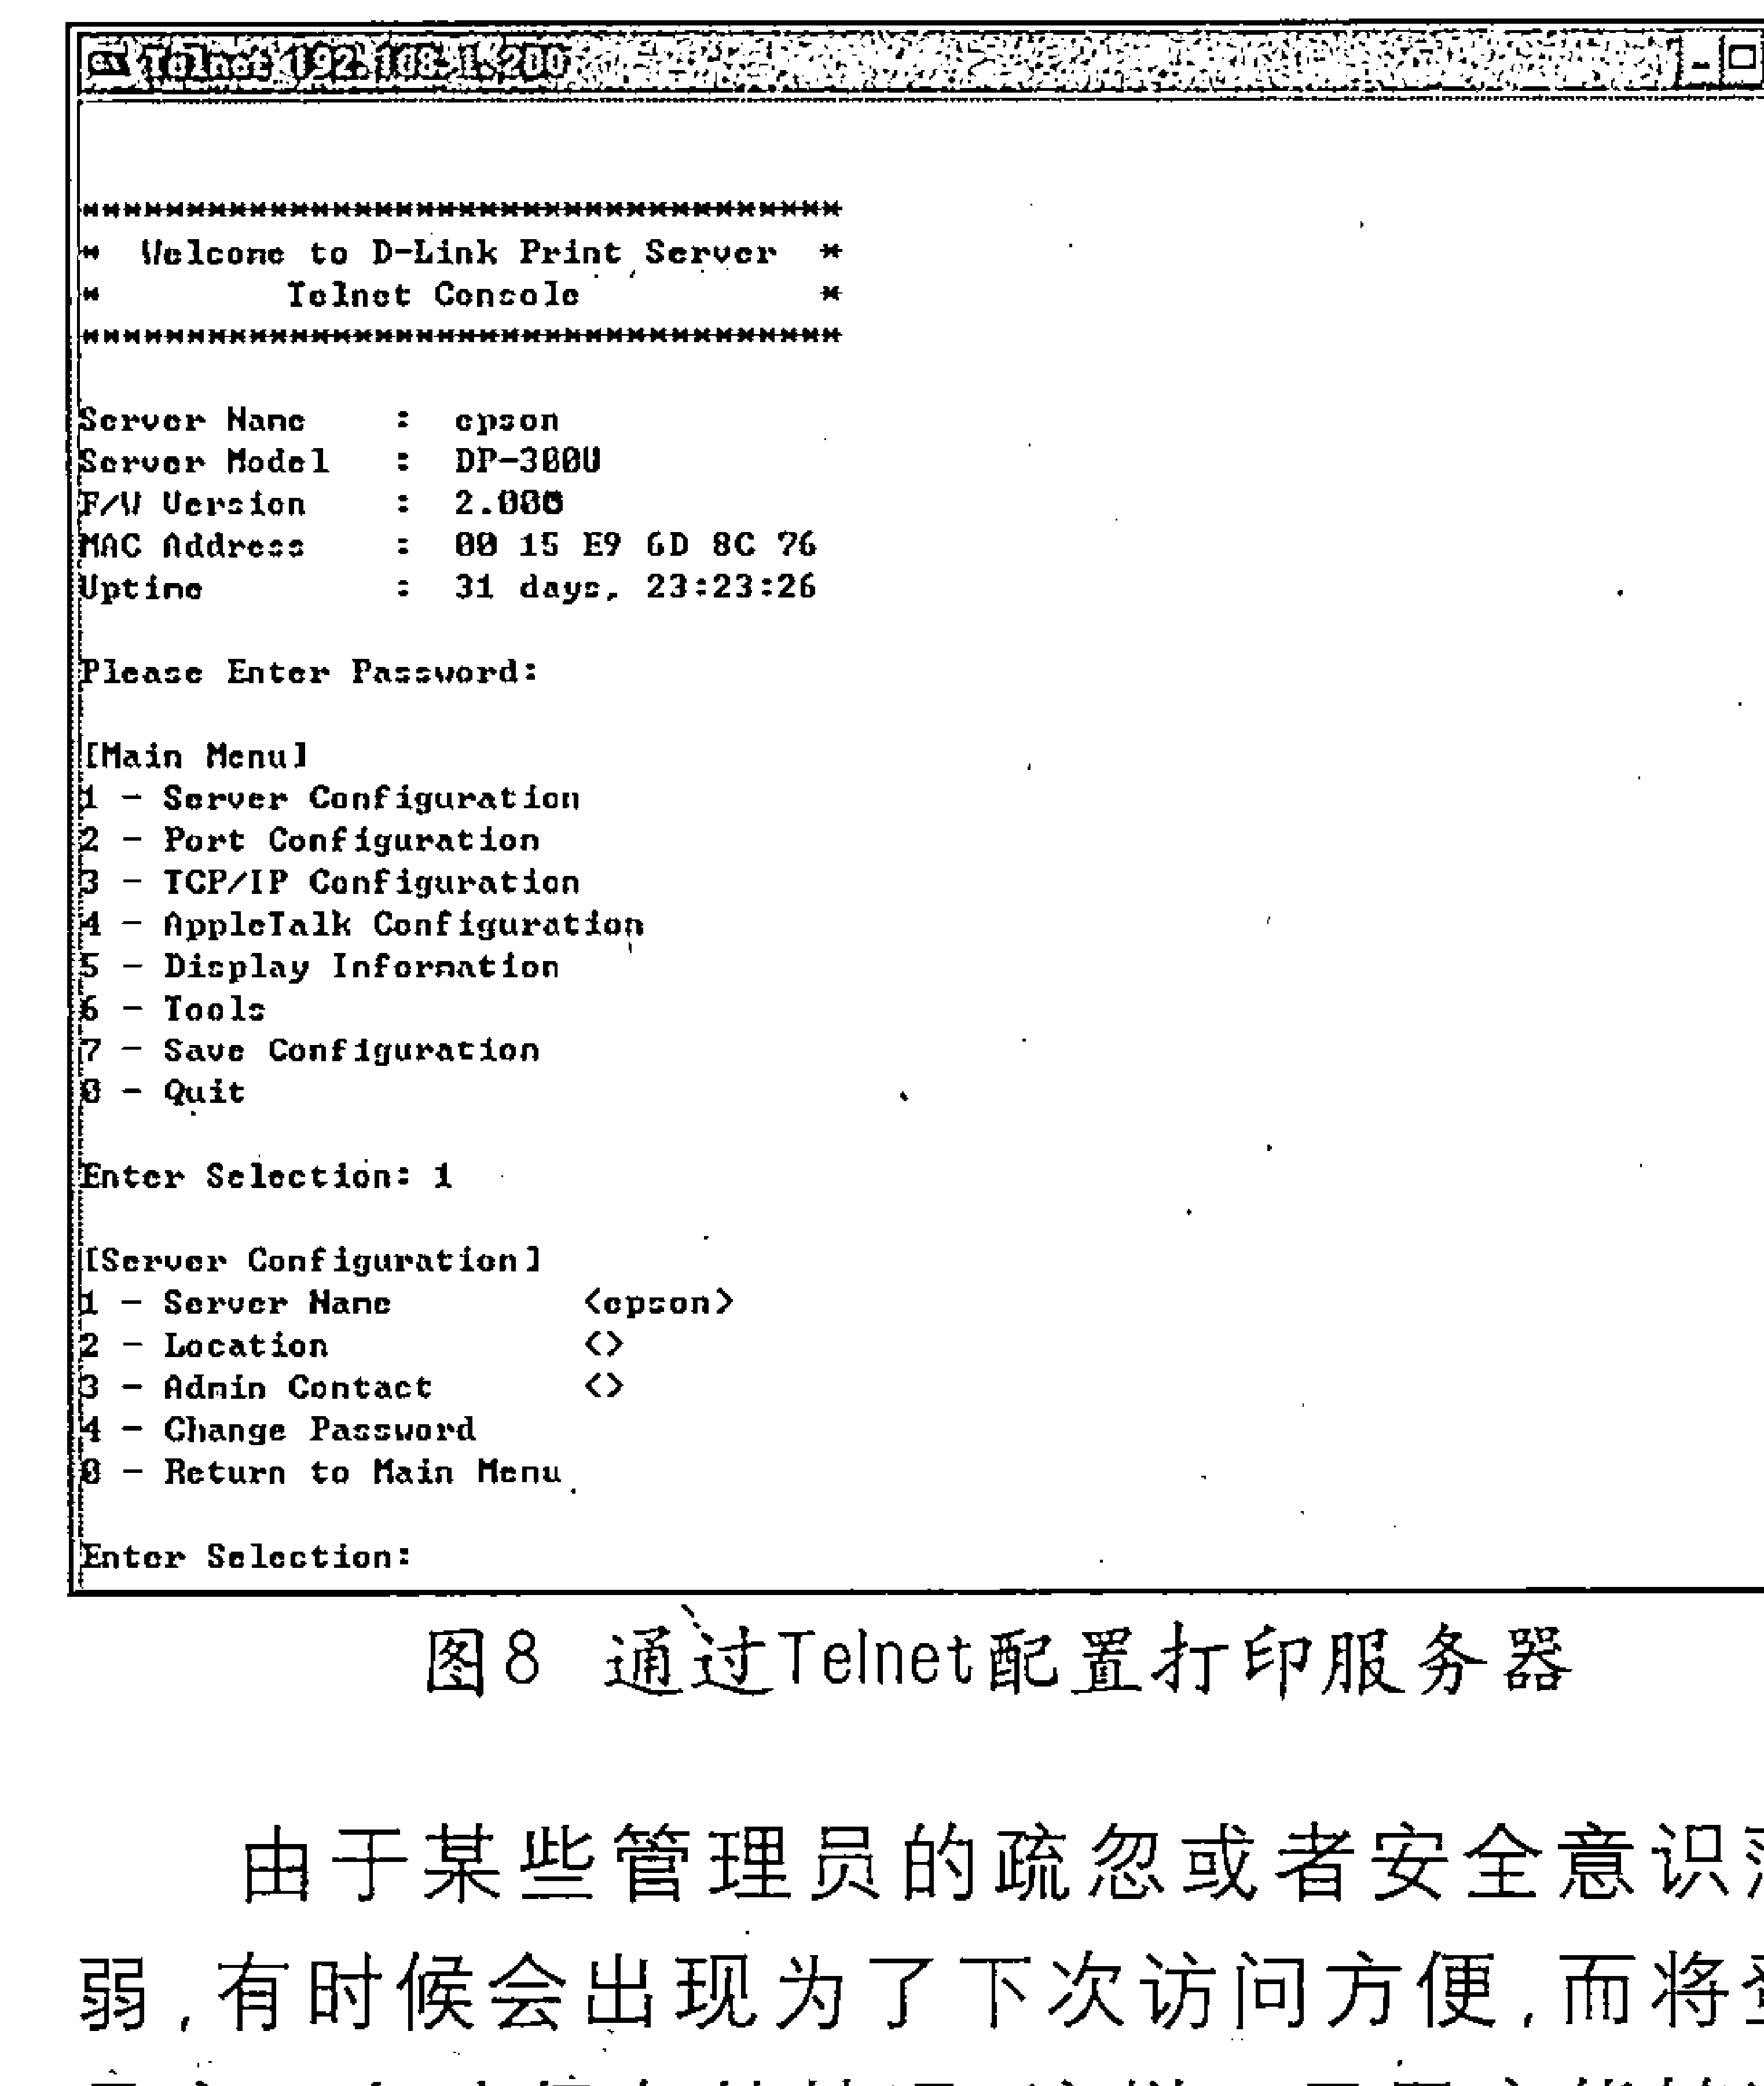 Telnet 192.168.1.200
************************************
*  Welcome to D-Link Print Server  *
*         Telnet Console           *
************************************
Server Name    :  epson
Server Model   :  DP-300U
F/W Version    :  2.000
MAC Address    :  00 15 E9 6D 8C 76
Uptime         :  31 days, 23:23:26
Please Enter Password:
[Main Menu]
1 - Server Configuration
2 - Port Configuration
3 - TCP/IP Configuration
4 - AppleTalk Configuration
5 - Display Information
6 - Tools
7 - Save Configuration
0 - Quit
Enter Selection: 1
[Server Configuration]
1 - Server Name         <epson>
2 - Location            <>
3 - Admin Contact       <>
4 - Change Password
0 - Return to Main Menu
Enter Selection:
图8 通过Telnet配置打印服务器
由于某些管理员的疏忽或者安全意识
弱,有时候会出现为了下次访问方便,而将